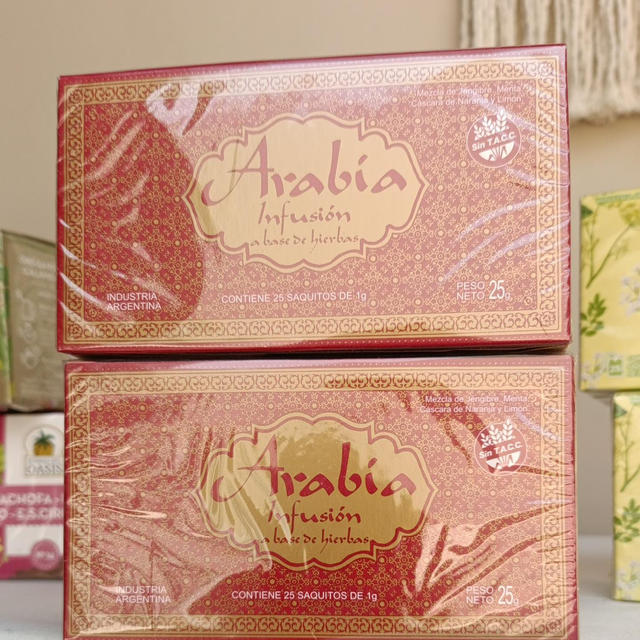 Mezcla de Jengibre, Menta,
Cáscara de Naranja y Limón.
Sin T.A.C.C.
Arabia
Infusión
a base de hierbas
INDUSTRIA
ARGENTINA
CONTIENE 25 SAQUITOS DE 1g
PESO
NETO 25g
Mezcla de Jengibre, Menta,
Cáscara de Naranja y Limón.
Sin T.A.C.C.
Arabia
Infusión
a base de hierbas
INDUSTRIA
ARGENTINA
CONTIENE 25 SAQUITOS DE 1g
PESO
NETO 25g